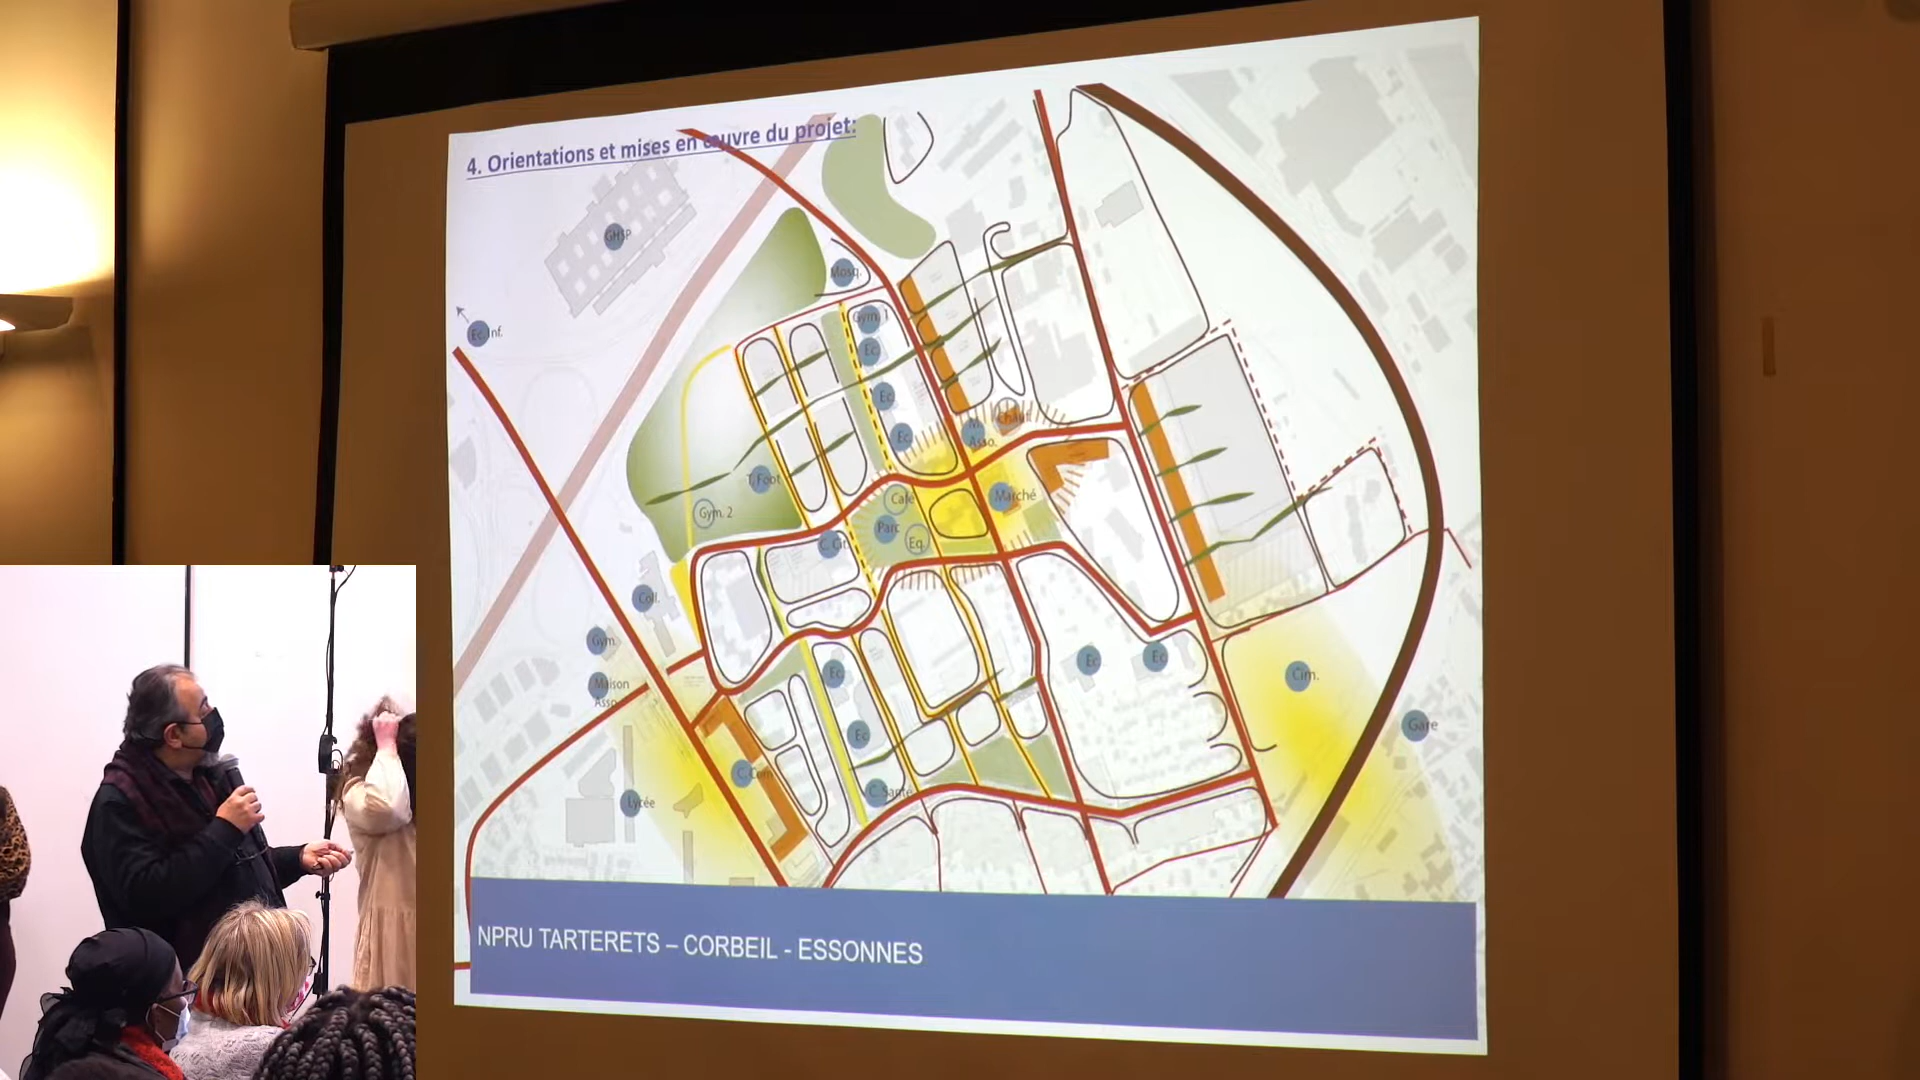 4. Orientations et mises en œuvre du projet:
GHSP
Mosq.
Ec. Inf.
Gym. 1
Ec.
Ec.
Ec.
M.
Asso.
T. Foot
Gym. 2
Café
Marché
Parc
Eq.
C. Cit.
Coll.
Gym.
Maison
Asso.
Ec.
Ec.
Ec.
Cim.
Ec.
Gare
C. Com.
C. Santé
Lycée
NPRU TARTERETS – CORBEIL - ESSONNES